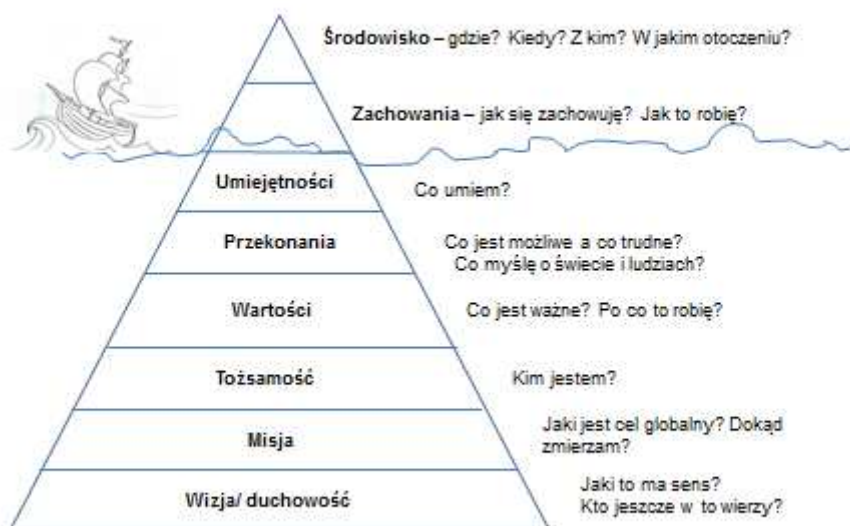 Środowisko – gdzie? Kiedy? Z kim? W jakim otoczeniu?
Zachowania – jak się zachowuję? Jak to robię?
Umiejętności
Co umiem?
Przekonania
Co jest możliwe a co trudne?
Co myślę o świecie i ludziach?
Wartości
Co jest ważne? Po co to robię?
Tożsamość
Kim jestem?
Misja
Jaki jest cel globalny? Dokąd
zmierzam?
Wizja/ duchowość
Jaki to ma sens?
Kto jeszcze w to wierzy?